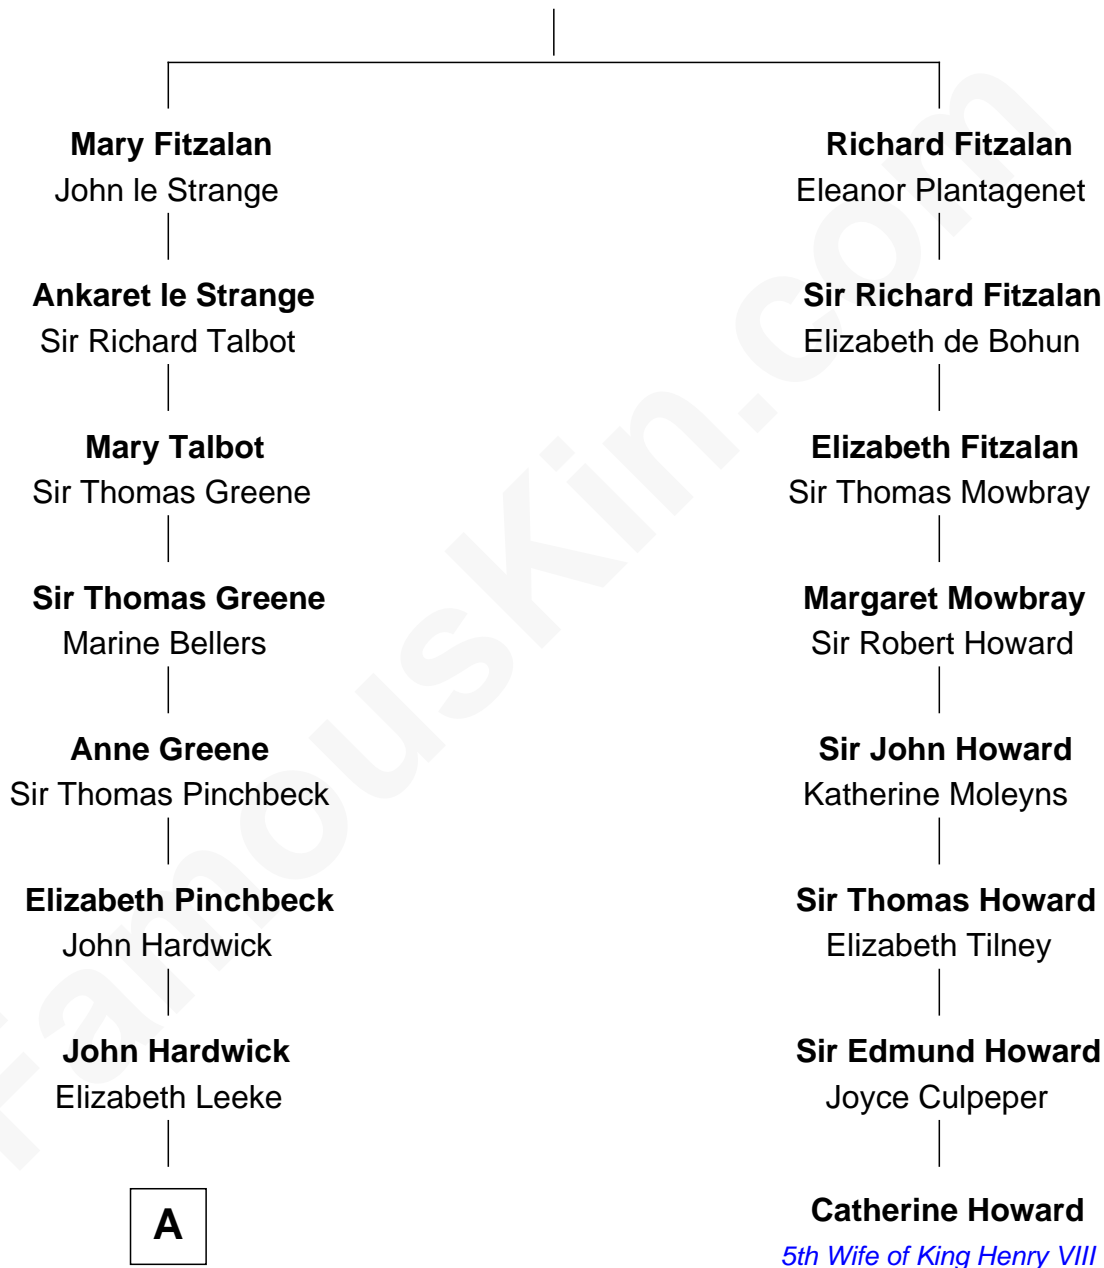 Mary Fitzalan
John le Strange
Ankaret le Strange
Sir Richard Talbot
Mary Talbot
Sir Thomas Greene
Sir Thomas Greene
Marine Bellers
Anne Greene
Sir Thomas Pinchbeck
Elizabeth Pinchbeck
John Hardwick
John Hardwick
Elizabeth Leeke
A
Richard Fitzalan
Eleanor Plantagenet
Sir Richard Fitzalan
Elizabeth de Bohun
Elizabeth Fitzalan
Sir Thomas Mowbray
Margaret Mowbray
Sir Robert Howard
Sir John Howard
Katherine Moleyns
Sir Thomas Howard
Elizabeth Tilney
Sir Edmund Howard
Joyce Culpeper
Catherine Howard
5th Wife of King Henry VIII
FamousKin.com